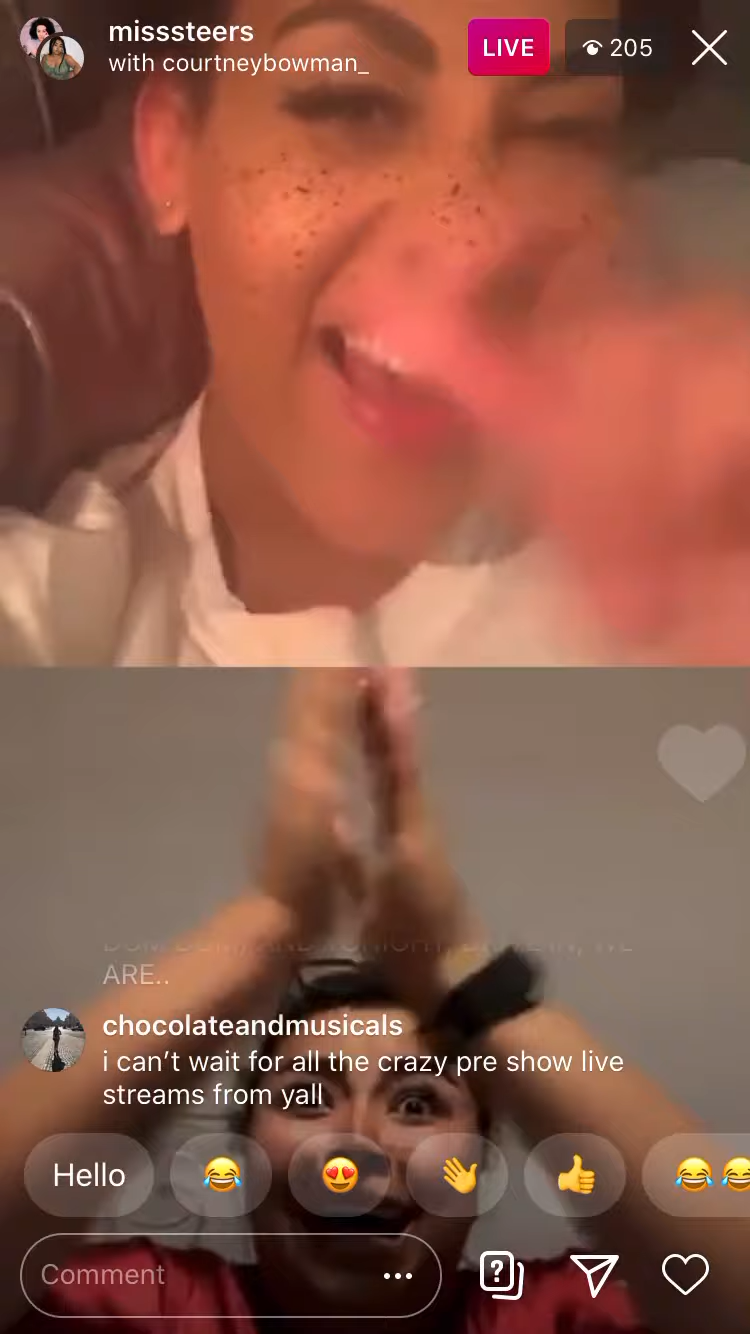 misssteers
with courtneybowman_
LIVE
205
ARE..
chocolateandmusicals
i can't wait for all the crazy pre show live
streams from yall
Hello
Comment